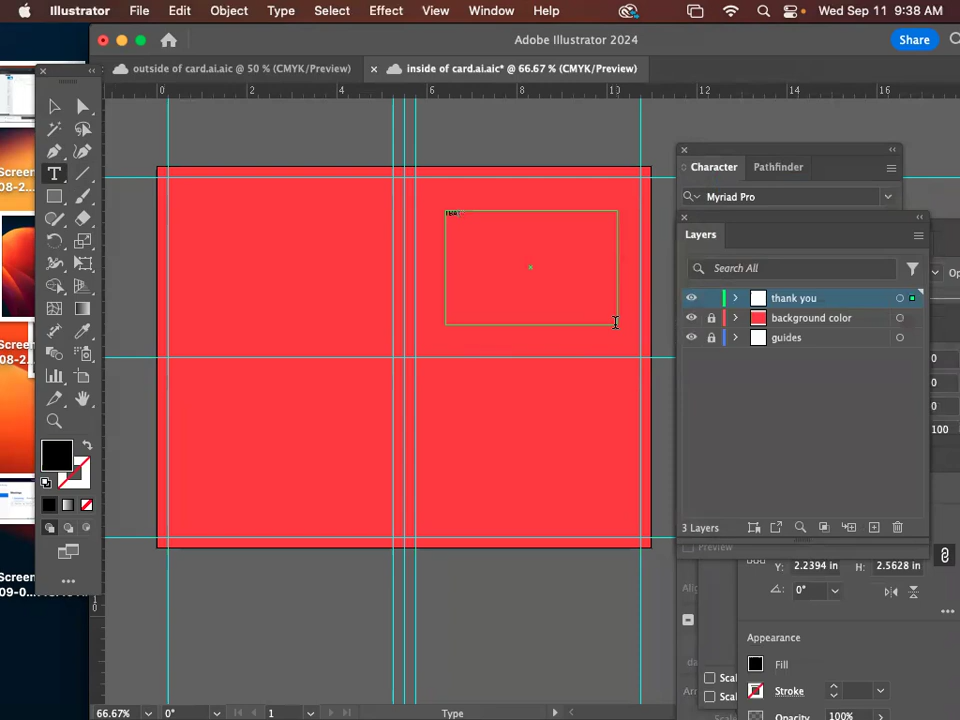 Illustrator File Edit Object Type Select Effect View Window Help Wed Sep 11 9:38 AM
Adobe Illustrator 2024
Share
outside of card.ai.aic @ 50 % (CMYK/Preview)
inside of card.ai.aic* @ 66.67 % (CMYK/Preview)
0 2 4 6 8 10 12 14 16
Screen
Character Pathfinder
Myriad Pro
Layers
Search All
thank you
background color
guides
3 Layers
Preview
Y: 2.2394 in H: 2.5628 in
0°
Appearance
Fill
Stroke
Opacity 100%
66.67% 0° 1 Type